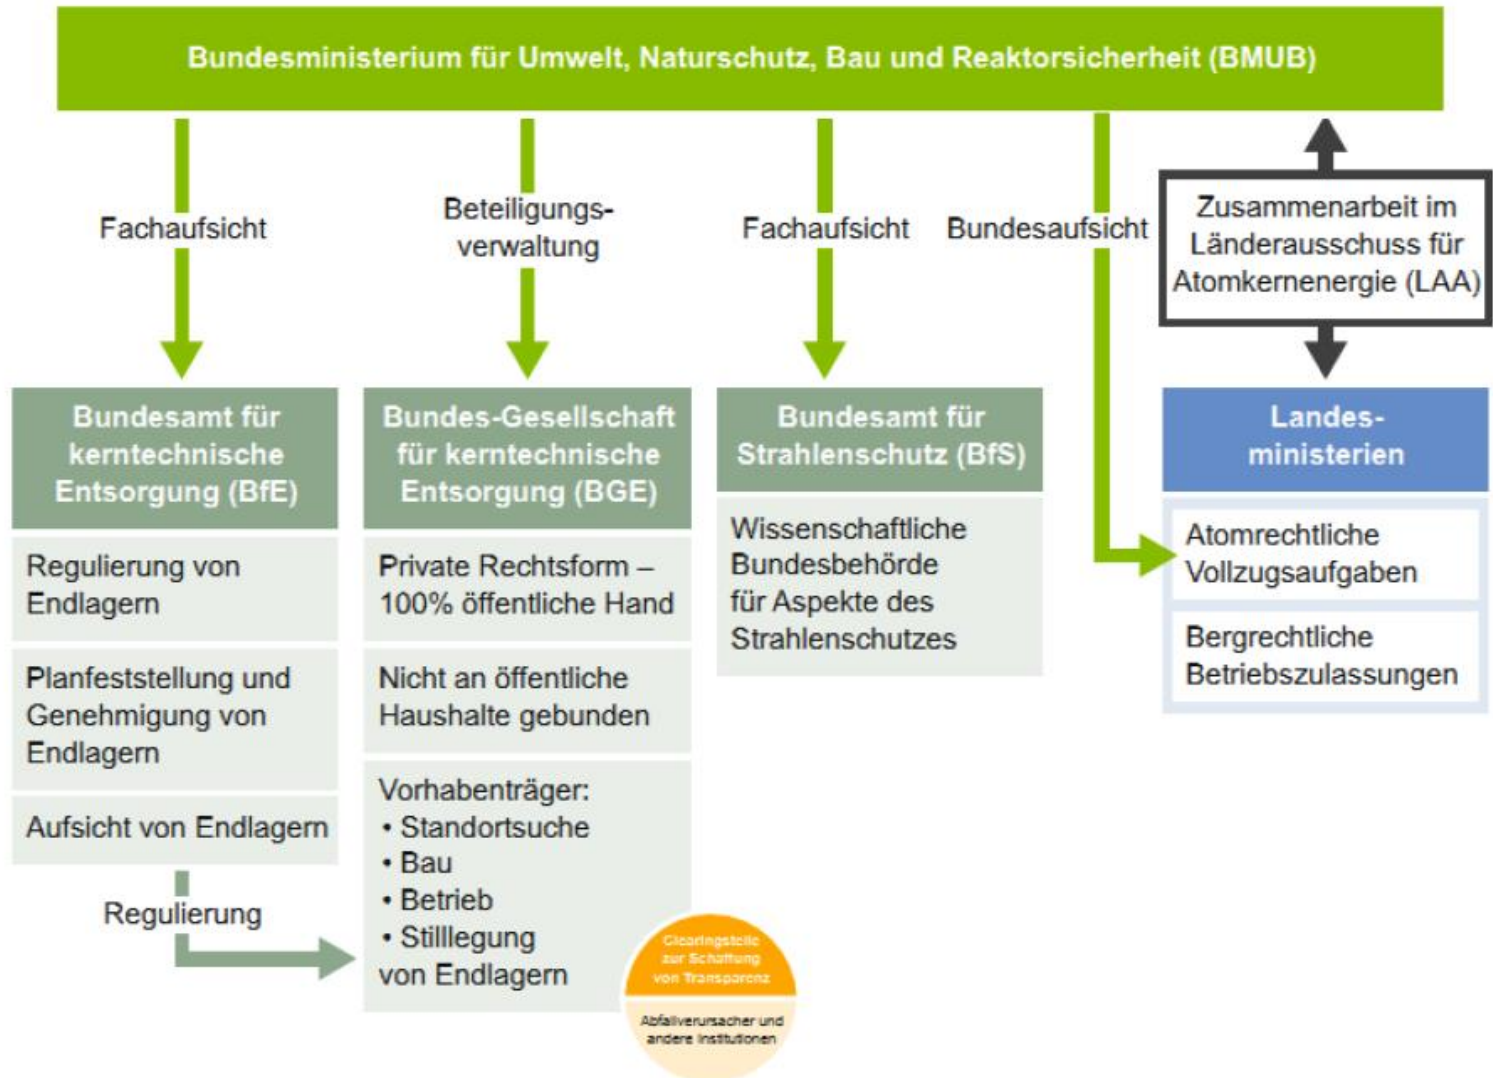 Bundesministerium für Umwelt, Naturschutz, Bau und Reaktorsicherheit (BMUB)
Fachaufsicht
Beteiligungs-
verwaltung
Fachaufsicht
Bundesaufsicht
Zusammenarbeit im
Länderausschuss für
Atomkernenergie (LAA)
Bundesamt für
kerntechnische
Entsorgung (BfE)
Regulierung von
Endlagern
Planfeststellung und
Genehmigung von
Endlagern
Aufsicht von Endlagern
Regulierung
Bundes-Gesellschaft
für kerntechnische
Entsorgung (BGE)
Private Rechtsform –
100% öffentliche Hand
Nicht an öffentliche
Haushalte gebunden
Vorhabenträger:
• Standortsuche
• Bau
• Betrieb
• Stilllegung
von Endlagern
Clearingstelle
zur Schaffung
von Transparenz
Abfallverursacher und
andere Institutionen
Bundesamt für
Strahlenschutz (BfS)
Wissenschaftliche
Bundesbehörde
für Aspekte des
Strahlenschutzes
Landes-
ministerien
Atomrechtliche
Vollzugsaufgaben
Bergrechtliche
Betriebszulassungen